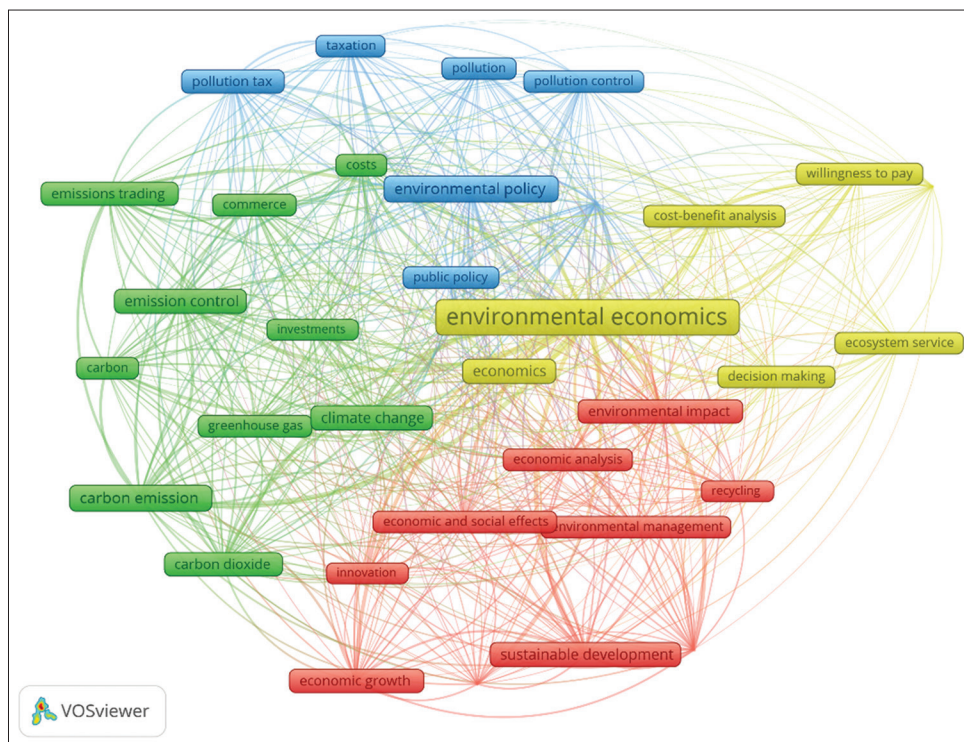 taxation
pollution
pollution tax
pollution control
costs
willingness to pay
environmental policy
emissions trading
commerce
cost-benefit analysis
public policy
emission control
environmental economics
investments
ecosystem service
carbon
economics
decision making
environmental impact
climate change
greenhouse gas
economic analysis
recycling
carbon emission
economic and social effects
environmental management
carbon dioxide
innovation
sustainable development
economic growth
VOSviewer